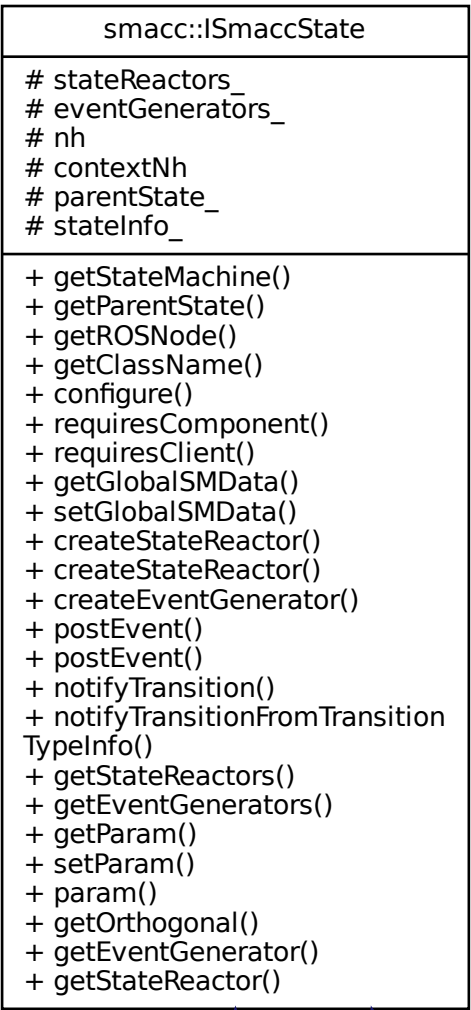 smacc::ISmaccState
# stateReactors_
# eventGenerators_
# nh
# contextNh
# parentState_
# stateInfo_
+ getStateMachine()
+ getParentState()
+ getROSNode()
+ getClassName()
+ configure()
+ requiresComponent()
+ requiresClient()
+ getGlobalSMData()
+ setGlobalSMData()
+ createStateReactor()
+ createStateReactor()
+ createEventGenerator()
+ postEvent()
+ postEvent()
+ notifyTransition()
+ notifyTransitionFromTransition
TypeInfo()
+ getStateReactors()
+ getEventGenerators()
+ getParam()
+ setParam()
+ param()
+ getOrthogonal()
+ getEventGenerator()
+ getStateReactor()